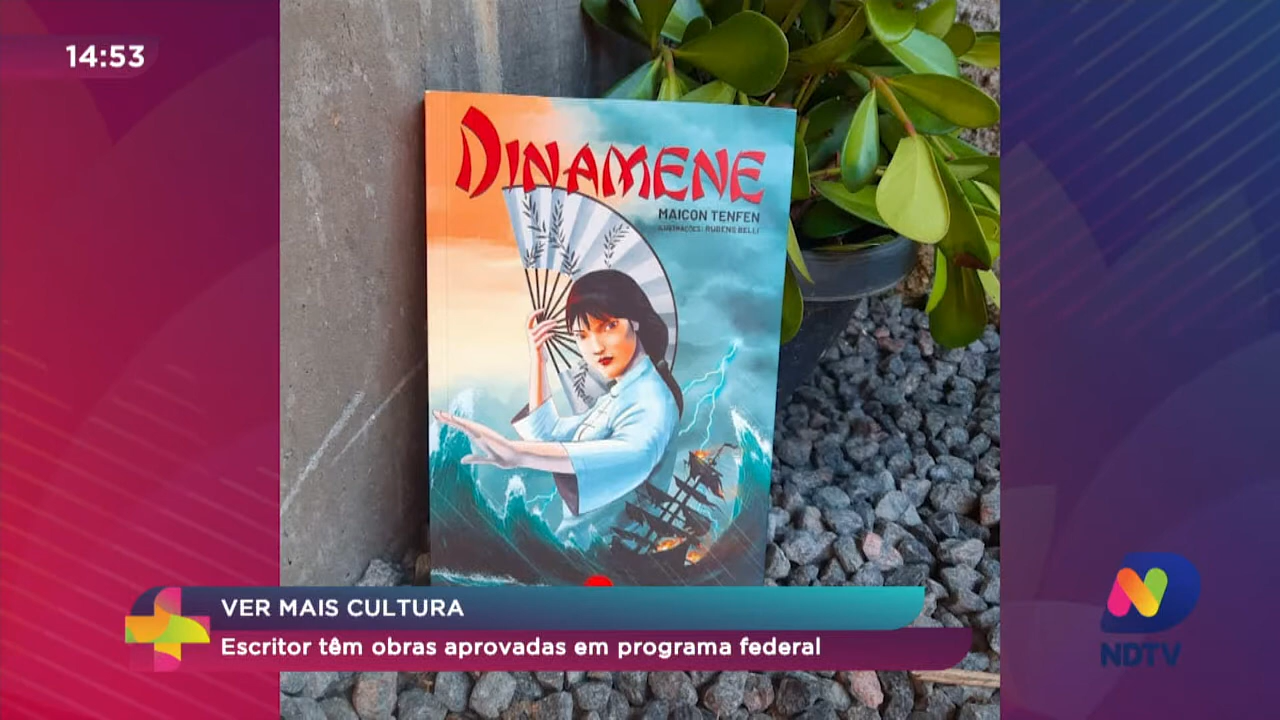 14:53
DINAMENE
MAICON TENFEN
ILUSTRAÇÕES: RUBENS BELLI
VER MAIS CULTURA
Escritor têm obras aprovadas em programa federal
N
NDTV